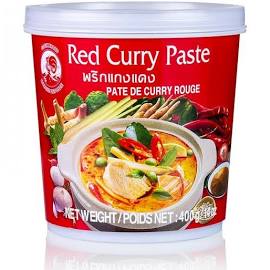 Red Curry Paste
พริกแกงแดง
PATE DE CURRY ROUGE
NET WEIGHT/POIDS NET : 400g